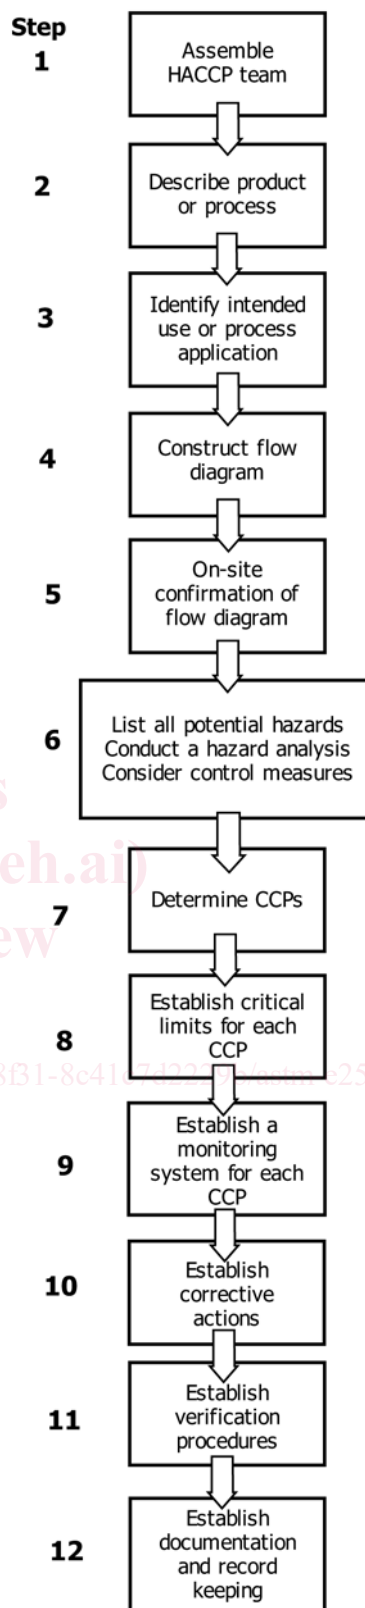 Step
1
Assemble
HACCP team
2
Describe product
or process
3
Identify intended
use or process
application
4
Construct flow
diagram
5
On-site
confirmation of
flow diagram
6
List all potential hazards
Conduct a hazard analysis
Consider control measures
s
eh.ai)
7
Determine CCPs
ew
8
Establish critical
limits for each
CCP
9
Establish a
monitoring
system for each
CCP
10
Establish
corrective
actions
11
Establish
verification
procedures
12
Establish
documentation
and record
keeping